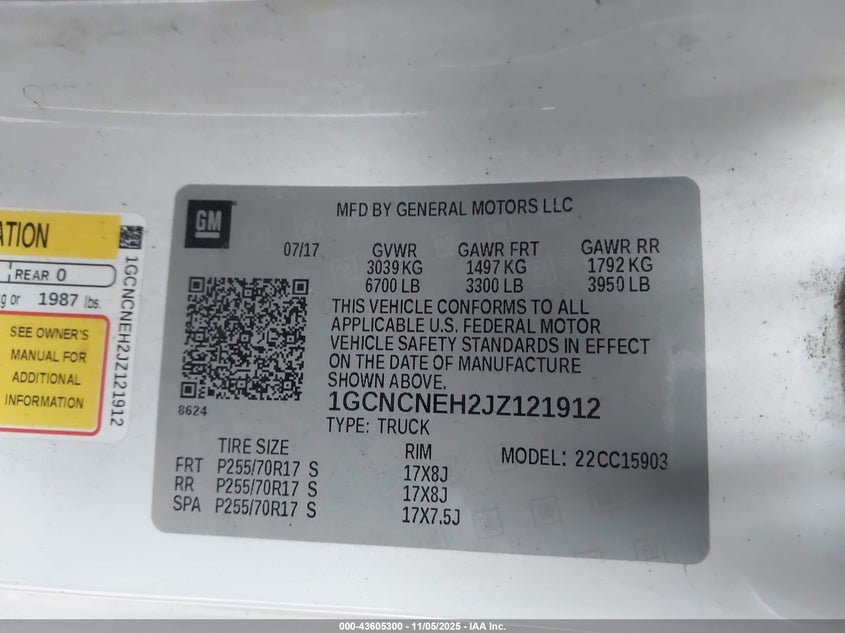 ATION
REAR 0
g or 1987 lbs.
SEE OWNER'S
MANUAL FOR
ADDITIONAL
INFORMATION
1GCNCNEH2JZ121912
GM
MFD BY GENERAL MOTORS LLC
07/17 GVWR GAWR FRT GAWR RR
3039 KG 1497 KG 1792 KG
6700 LB 3300 LB 3950 LB
THIS VEHICLE CONFORMS TO ALL
APPLICABLE U.S. FEDERAL MOTOR
VEHICLE SAFETY STANDARDS IN EFFECT
ON THE DATE OF MANUFACTURE
SHOWN ABOVE.
8624
1GCNCNEH2JZ121912
TYPE: TRUCK
TIRE SIZE RIM MODEL: 22CC15903
FRT P255/70R17 S 17X8J
RR P255/70R17 S 17X8J
SPA P255/70R17 S 17X7.5J
000-43605300 - 11/05/2025 - IAA Inc.